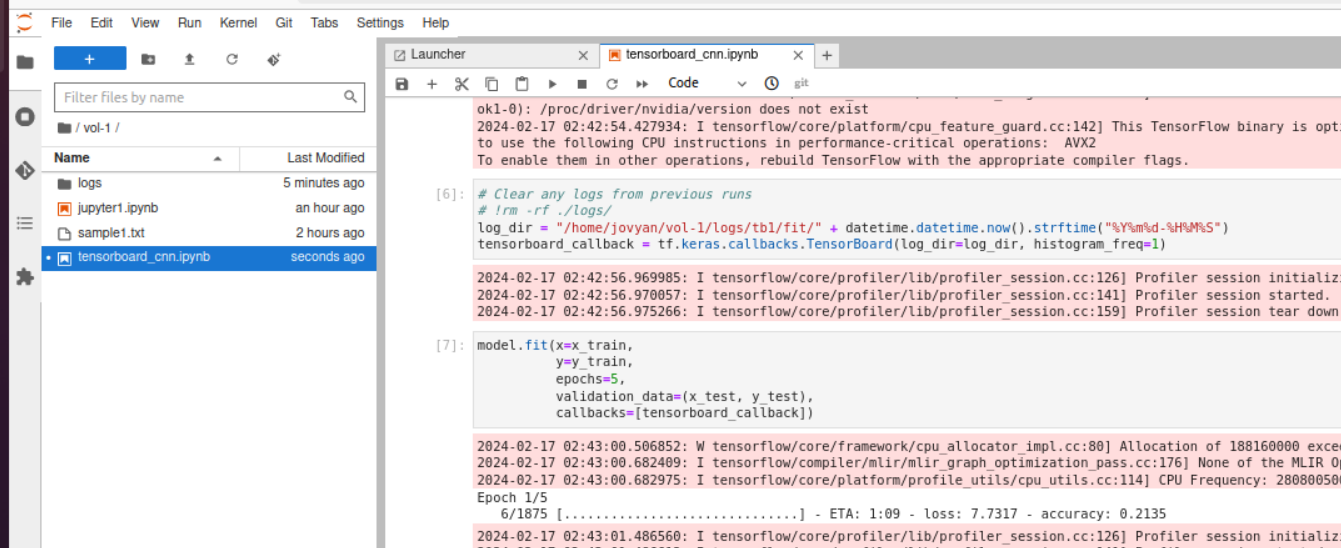 File Edit View Run Kernel Git Tabs Settings Help
+
Filter files by name
/ vol-1 /
Name Last Modified
logs 5 minutes ago
jupyter1.ipynb an hour ago
sample1.txt 2 hours ago
tensorboard_cnn.ipynb seconds ago
Launcher × tensorboard_cnn.ipynb × +
Code git
ok1-0): /proc/driver/nvidia/version does not exist
2024-02-17 02:42:54.427934: I tensorflow/core/platform/cpu_feature_guard.cc:142] This TensorFlow binary is opti
to use the following CPU instructions in performance-critical operations:  AVX2
To enable them in other operations, rebuild TensorFlow with the appropriate compiler flags.
[6]: # Clear any logs from previous runs
# !rm -rf ./logs/
log_dir = "/home/jovyan/vol-1/logs/tb1/fit/" + datetime.datetime.now().strftime("%Y%m%d-%H%M%S")
tensorboard_callback = tf.keras.callbacks.TensorBoard(log_dir=log_dir, histogram_freq=1)
2024-02-17 02:42:56.969985: I tensorflow/core/profiler/lib/profiler_session.cc:126] Profiler session initializi
2024-02-17 02:42:56.970057: I tensorflow/core/profiler/lib/profiler_session.cc:141] Profiler session started.
2024-02-17 02:42:56.975266: I tensorflow/core/profiler/lib/profiler_session.cc:159] Profiler session tear down
[7]: model.fit(x=x_train,
y=y_train,
epochs=5,
validation_data=(x_test, y_test),
callbacks=[tensorboard_callback])
2024-02-17 02:43:00.506852: W tensorflow/core/framework/cpu_allocator_impl.cc:80] Allocation of 188160000 excee
2024-02-17 02:43:00.682409: I tensorflow/compiler/mlir/mlir_graph_optimization_pass.cc:176] None of the MLIR Op
2024-02-17 02:43:00.682975: I tensorflow/core/platform/profile_utils/cpu_utils.cc:114] CPU Frequency: 280800500
Epoch 1/5
6/1875 [..............................] - ETA: 1:09 - loss: 7.7317 - accuracy: 0.2135
2024-02-17 02:43:01.486560: I tensorflow/core/profiler/lib/profiler_session.cc:126] Profiler session initializi